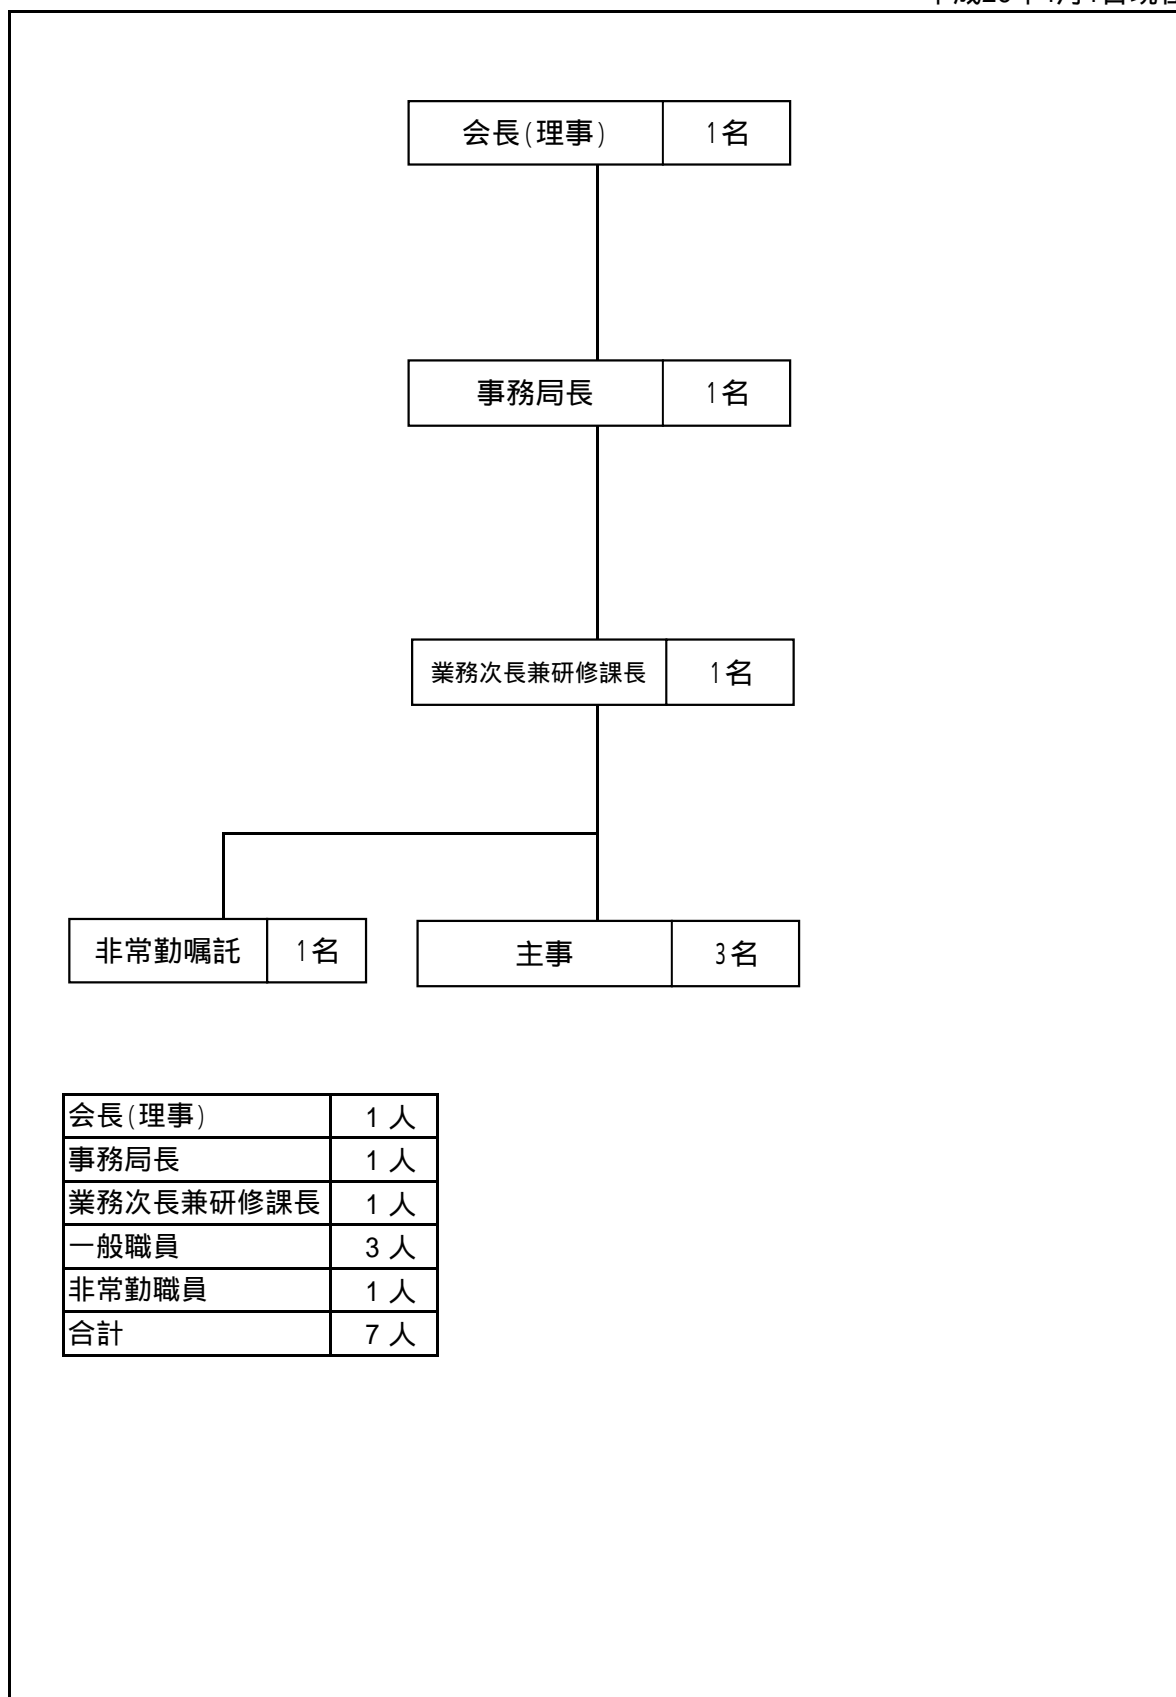 会長(理事) 1名
事務局長 1名
業務次長兼研修課長 1名
非常勤嘱託 1名 主事 3名
会長(理事) 1人
事務局長 1人
業務次長兼研修課長 1人
一般職員 3人
非常勤職員 1人
合計 7人